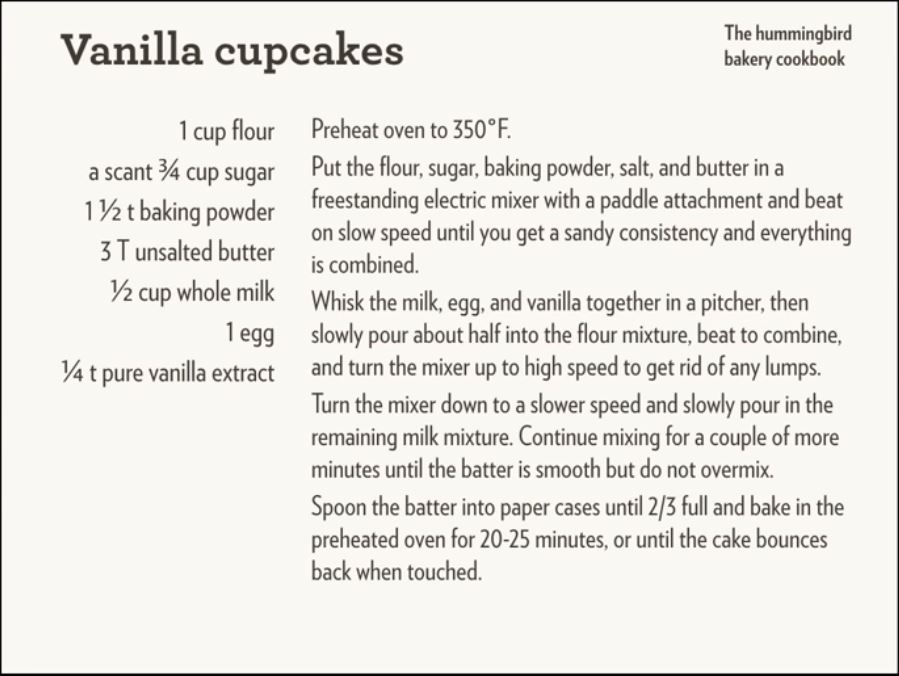 Vanilla cupcakes
The hummingbird
bakery cookbook
1 cup flour
a scant ¾ cup sugar
1 ½ t baking powder
3 T unsalted butter
½ cup whole milk
1 egg
¼ t pure vanilla extract
Preheat oven to 350°F.
Put the flour, sugar, baking powder, salt, and butter in a
freestanding electric mixer with a paddle attachment and beat
on slow speed until you get a sandy consistency and everything
is combined.
Whisk the milk, egg, and vanilla together in a pitcher, then
slowly pour about half into the flour mixture, beat to combine,
and turn the mixer up to high speed to get rid of any lumps.
Turn the mixer down to a slower speed and slowly pour in the
remaining milk mixture. Continue mixing for a couple of more
minutes until the batter is smooth but do not overmix.
Spoon the batter into paper cases until 2/3 full and bake in the
preheated oven for 20-25 minutes, or until the cake bounces
back when touched.